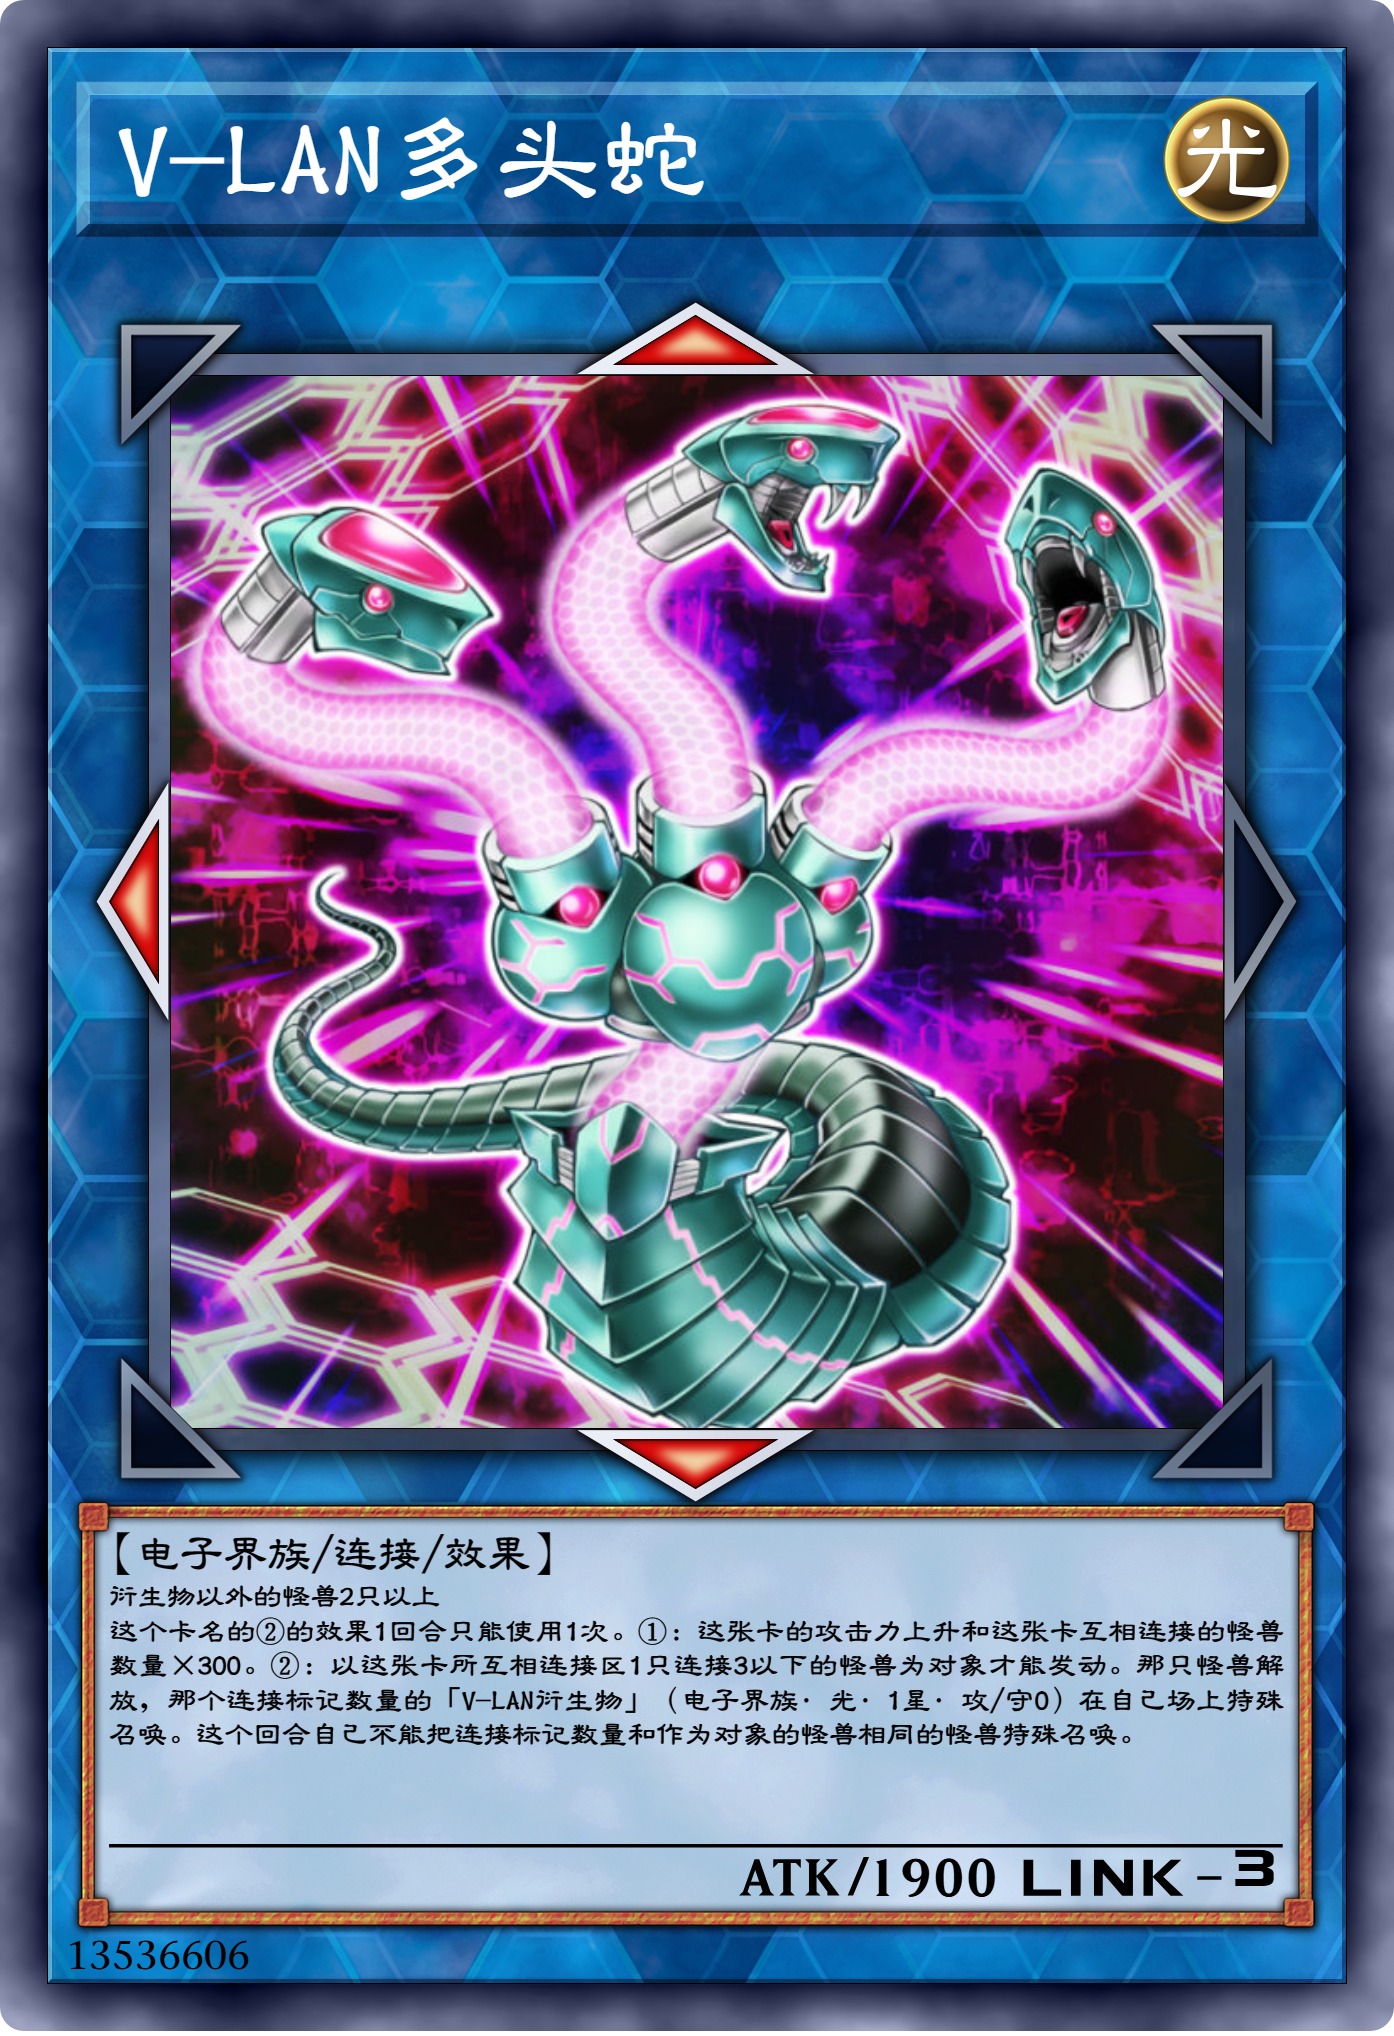 V-LAN多头蛇
光
【电子界族/连接/效果】
衍生物以外的怪兽2只以上
这个卡名的②的效果1回合只能使用1次。①：这张卡的攻击力上升和这张卡互相连接的怪兽
数量×300。②：以这张卡所互相连接区1只连接3以下的怪兽为对象才能发动。那只怪兽解
放，那个连接标记数量的「V-LAN衍生物」（电子界族·光·1星·攻/守0）在自己场上特殊
召唤。这个回合自己不能把连接标记数量和作为对象的怪兽相同的怪兽特殊召唤。
ATK/1900 LINK-3
13536606